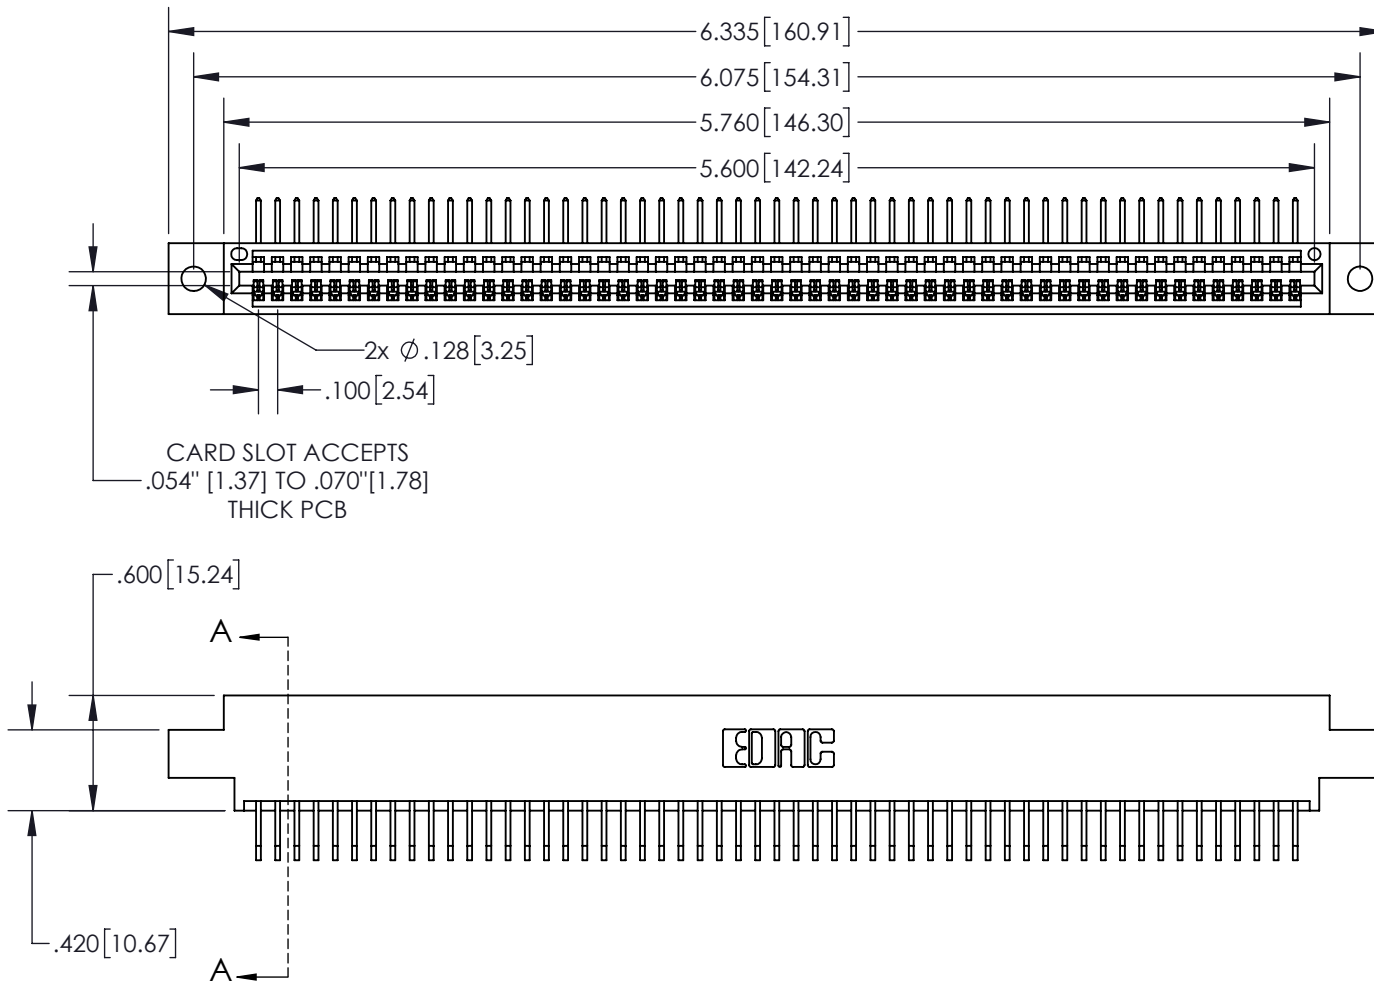 6.335[160.91]
6.075[154.31]
5.760[146.30]
5.600[142.24]
2x Ø.128[3.25]
.100[2.54]
CARD SLOT ACCEPTS
.054" [1.37] TO .070"[1.78]
THICK PCB
.600[15.24]
A
EDAC
.420[10.67]
A